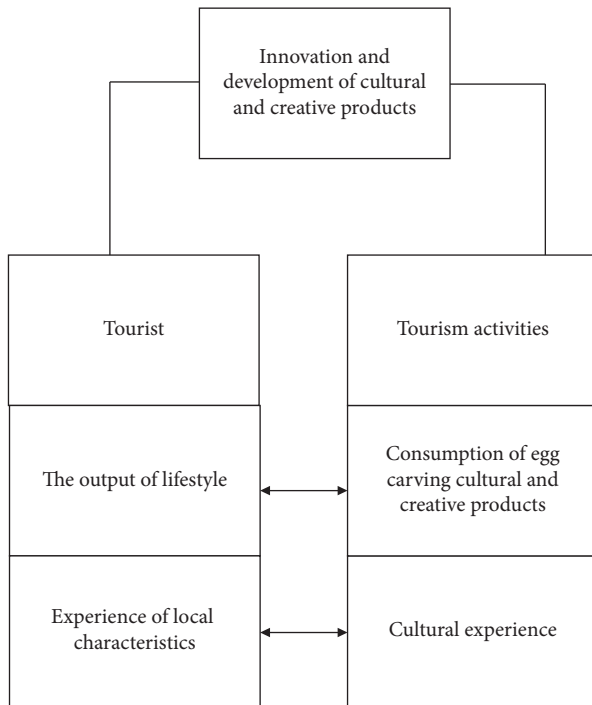 Innovation and
development of cultural
and creative products
Tourist
Tourism activities
The output of lifestyle
Consumption of egg
carving cultural and
creative products
Experience of local
characteristics
Cultural experience